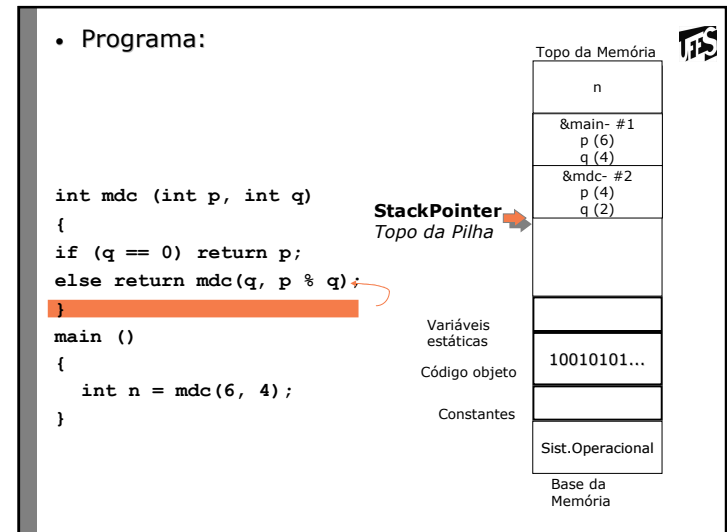 • Programa:
int mdc (int p, int q)
{
if (q == 0) return p;
else return mdc(q, p % q);
}
main ()
{
int n = mdc(6, 4);
}
StackPointer
Topo da Pilha
Topo da Memória
n
&main- #1
p (6)
q (4)
&mdc- #2
p (4)
q (2)
Variáveis
estáticas
Código objeto
10010101...
Constantes
Sist.Operacional
Base da
Memória